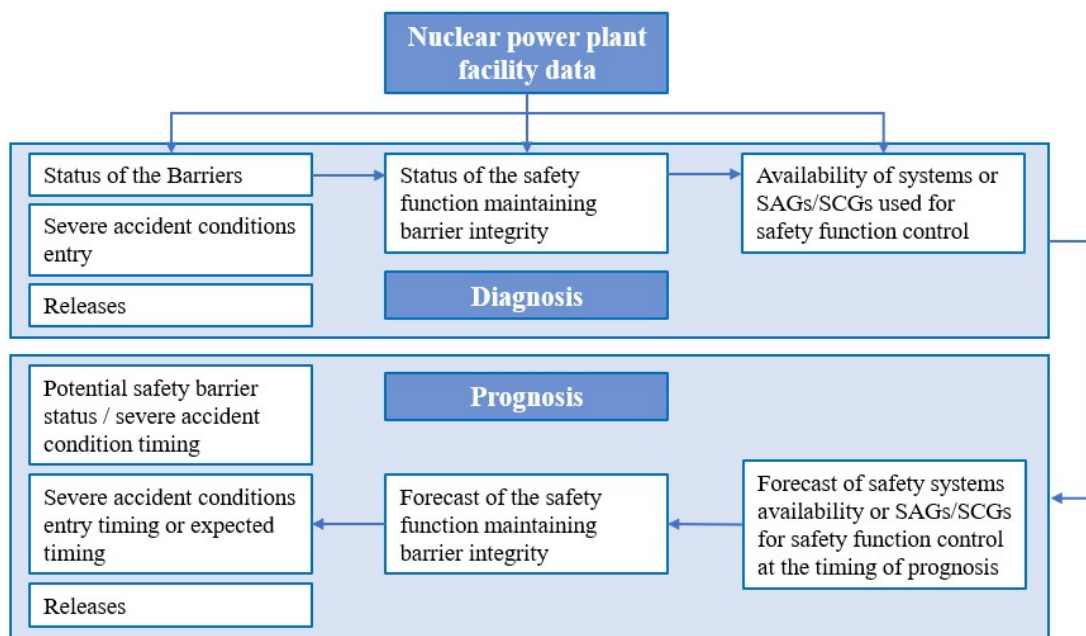 Nuclear power plant
facility data
Status of the Barriers
Severe accident conditions
entry
Releases
Status of the safety
function maintaining
barrier integrity
Availability of systems or
SAGs/SCGs used for
safety function control
Diagnosis
Prognosis
Potential safety barrier
status / severe accident
condition timing
Severe accident conditions
entry timing or expected
timing
Releases
Forecast of the safety
function maintaining
barrier integrity
Forecast of safety systems
availability or SAGs/SCGs
for safety function control
at the timing of prognosis